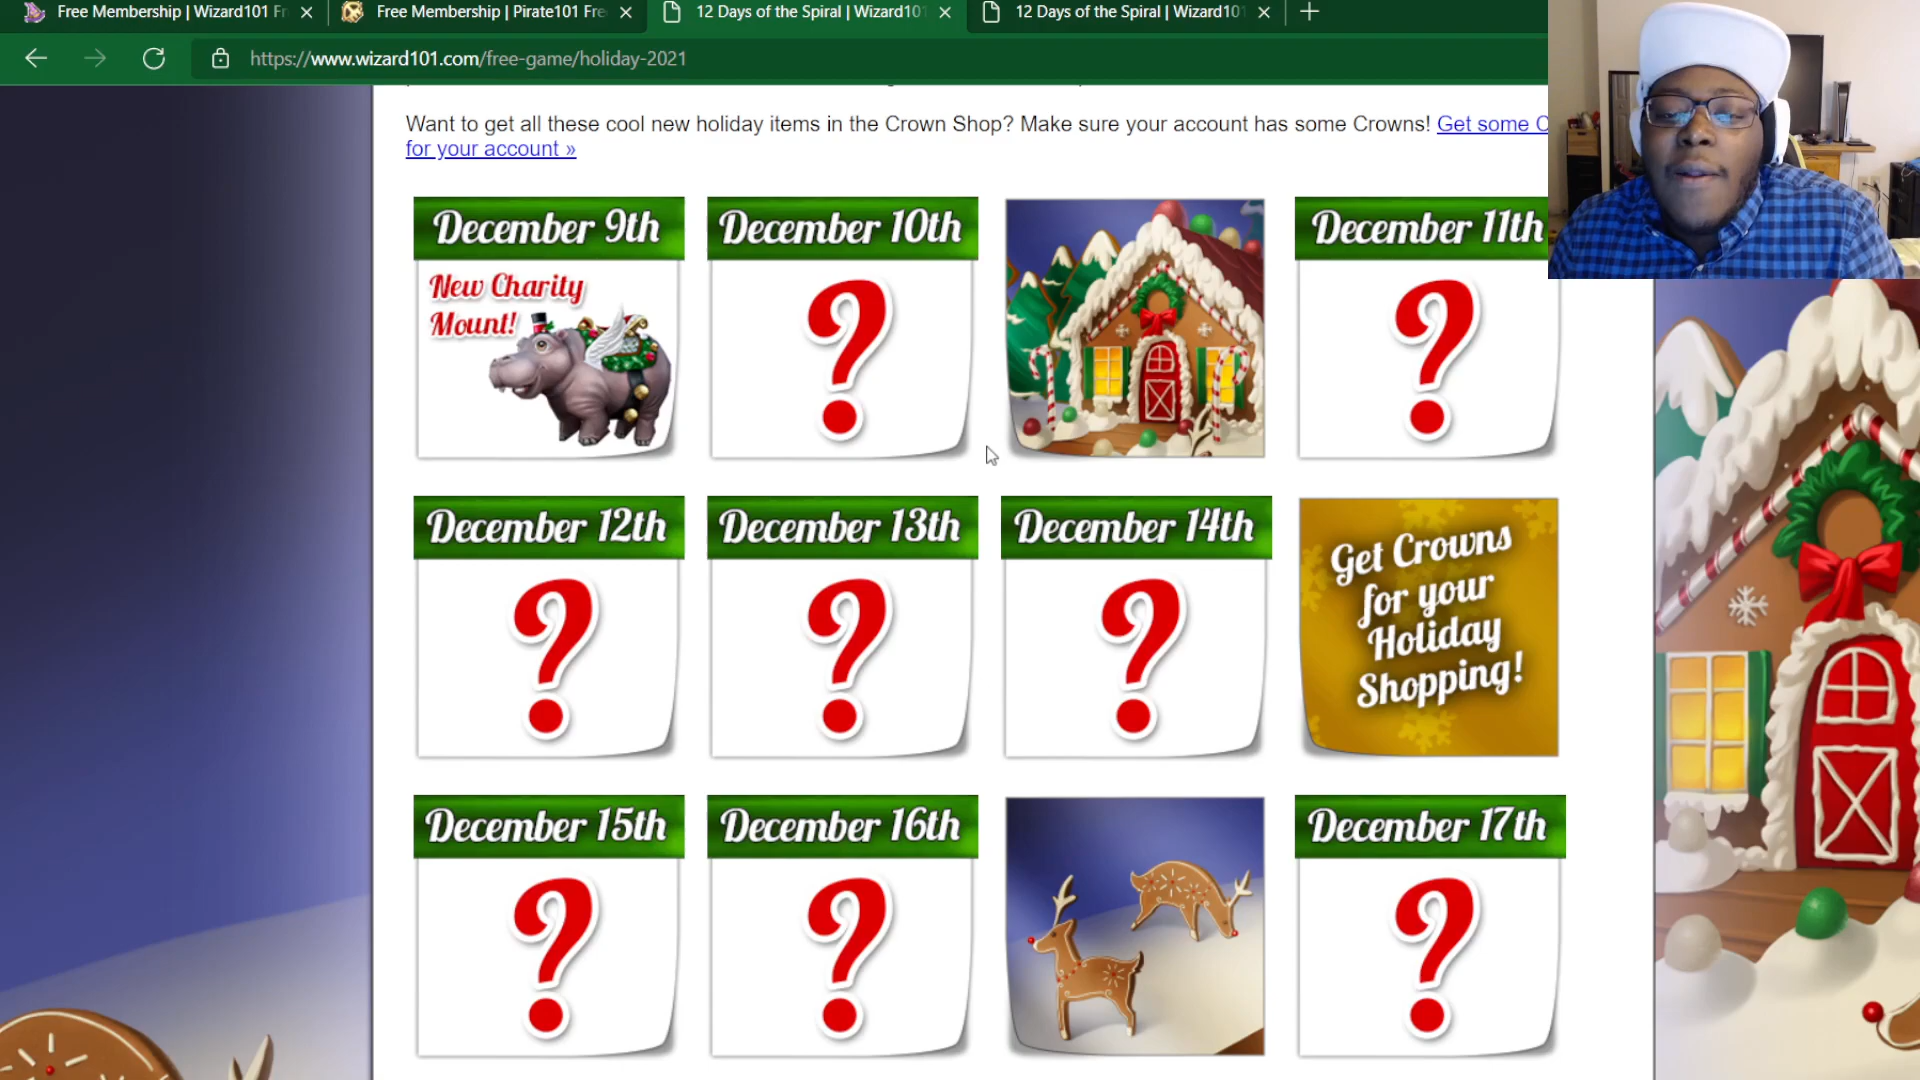 Free Membership | Wizard101 Fr
Free Membership | Pirate101 Fre
12 Days of the Spiral | Wizard101
12 Days of the Spiral | Wizard101
https://www.wizard101.com/free-game/holiday-2021
Want to get all these cool new holiday items in the Crown Shop? Make sure your account has some Crowns! Get some C
for your account »
December 9th
December 10th
December 11th
New Charity
Mount!
?
?
December 12th
December 13th
December 14th
?
?
?
Get Crowns
for your
Holiday
Shopping!
December 15th
December 16th
December 17th
?
?
?